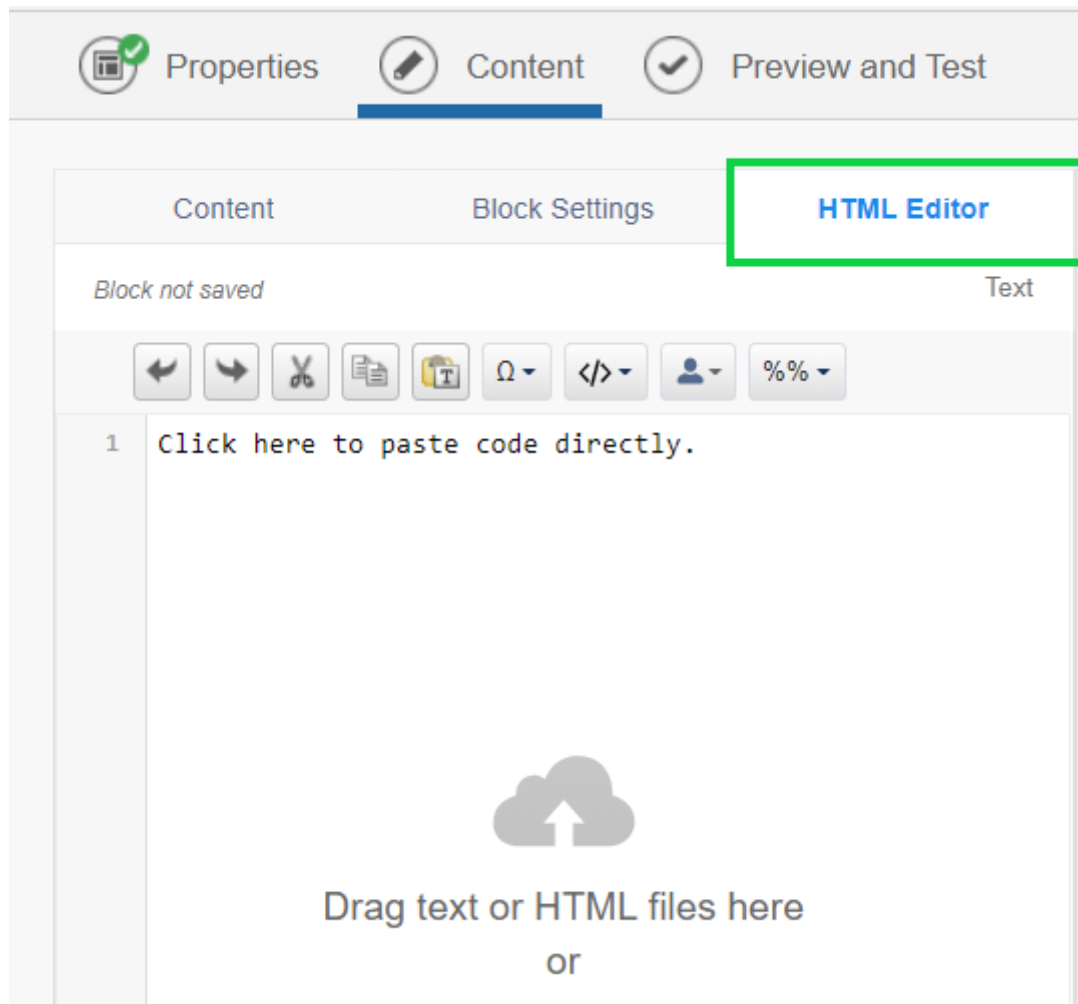 Properties Content Preview and Test
Content Block Settings HTML Editor
Block not saved Text
Ω </> %%
1 Click here to paste code directly.
Drag text or HTML files here
or